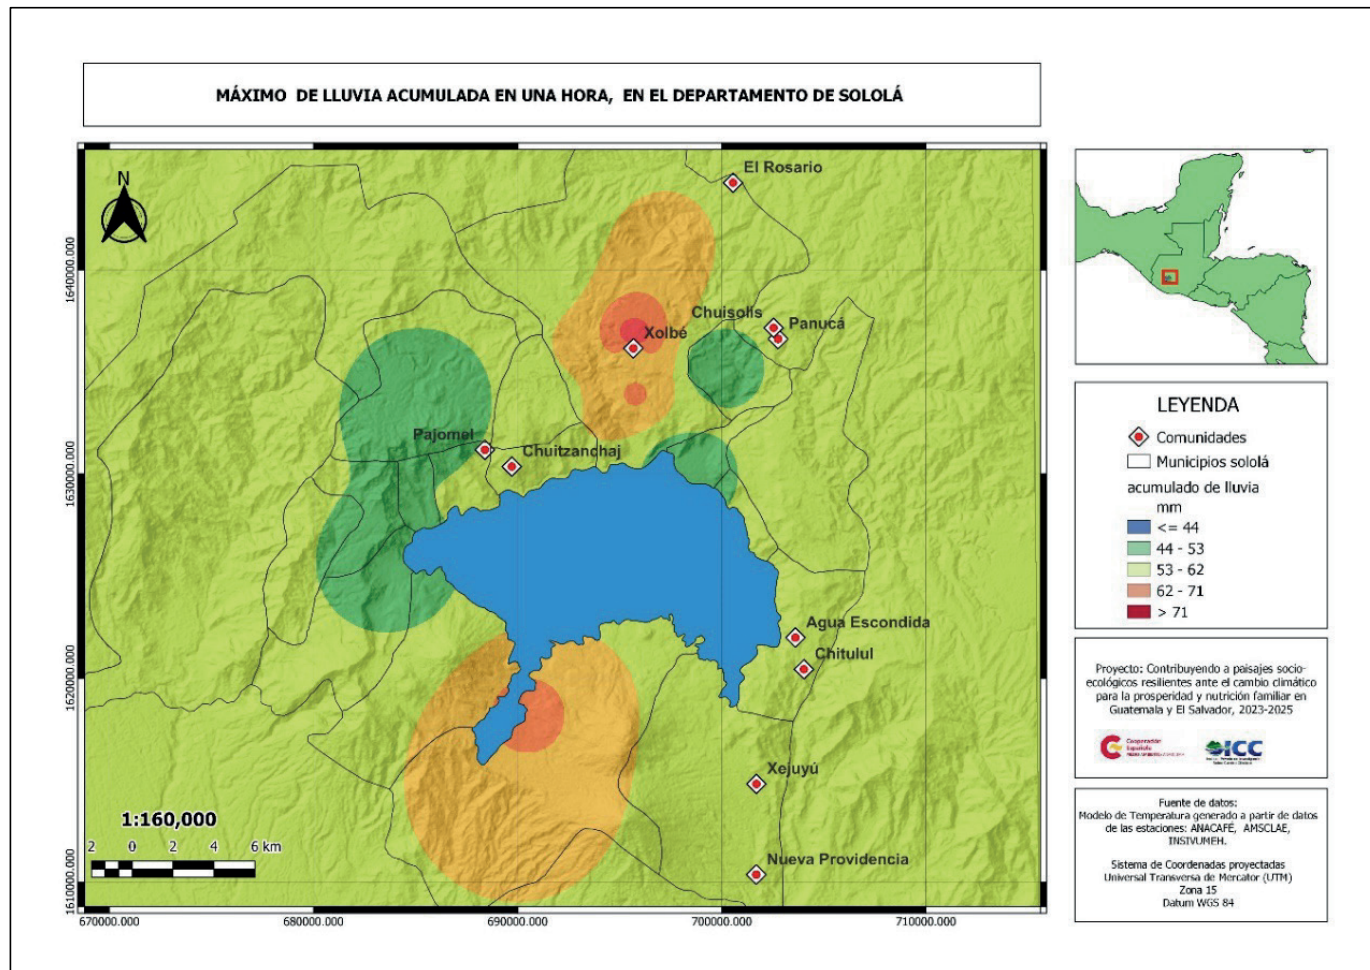 MÁXIMO DE LLUVIA ACUMULADA EN UNA HORA, EN EL DEPARTAMENTO DE SOLOLÁ
N
El Rosario
Chuisolís
Panucá
Xolbé
Pajomel
Chuitzanchaj
Agua Escondida
Chitulul
Xejuyú
Nueva Providencia
1:160,000
2 0 2 4 6 km
1640000.000
1630000.000
1620000.000
1610000.000
670000.000
680000.000
690000.000
700000.000
710000.000
LEYENDA
Comunidades
Municipios sololá
acumulado de lluvia
mm
<= 44
44 - 53
53 - 62
62 - 71
> 71
Proyecto: Contribuyendo a paisajes socio-
ecológicos resilientes ante el cambio climático
para la prosperidad y nutrición familiar en
Guatemala y El Salvador, 2023-2025
Cooperación
Española
ICC
Fuente de datos:
Modelo de Temperatura generado a partir de datos
de las estaciones: ANACAFÉ, AMSCLAE,
INSIVUMEH.
Sistema de Coordenadas proyectadas
Universal Transversa de Mercator (UTM)
Zona 15
Datum WGS 84